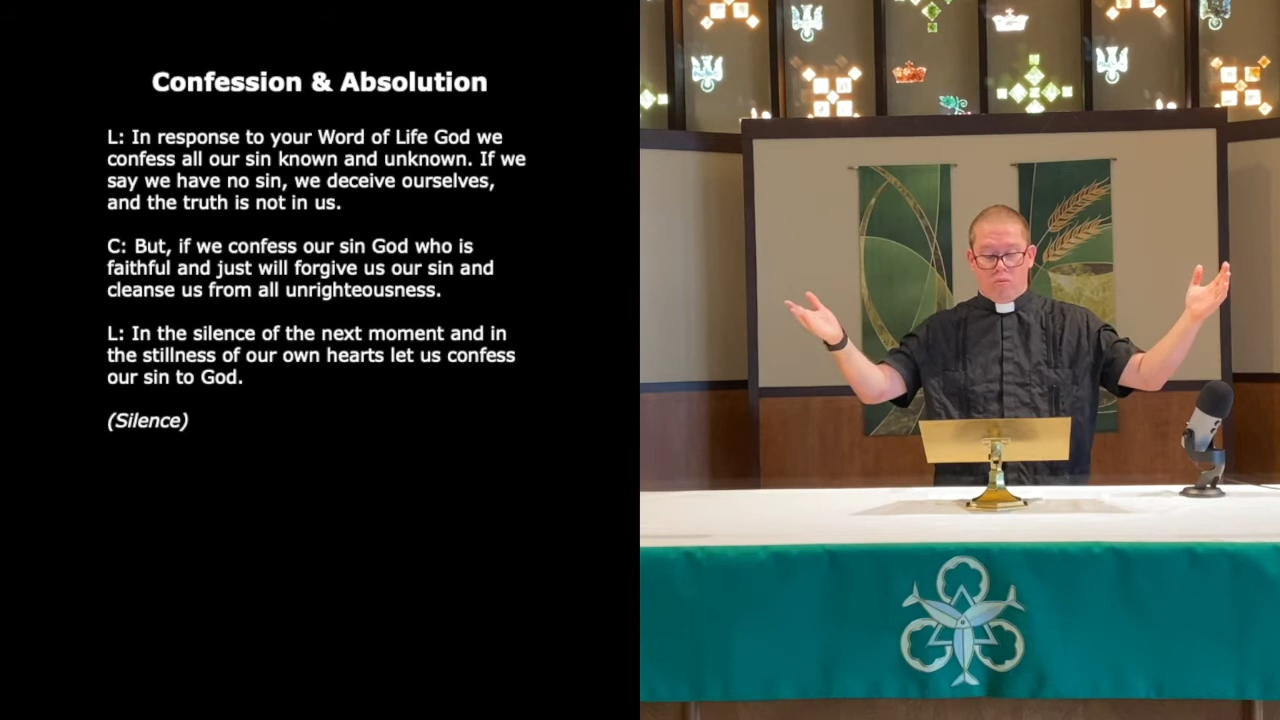 Confession & Absolution
L: In response to your Word of Life God we
confess all our sin known and unknown. If we
say we have no sin, we deceive ourselves,
and the truth is not in us.
C: But, if we confess our sin God who is
faithful and just will forgive us our sin and
cleanse us from all unrighteousness.
L: In the silence of the next moment and in
the stillness of our own hearts let us confess
our sin to God.
(Silence)